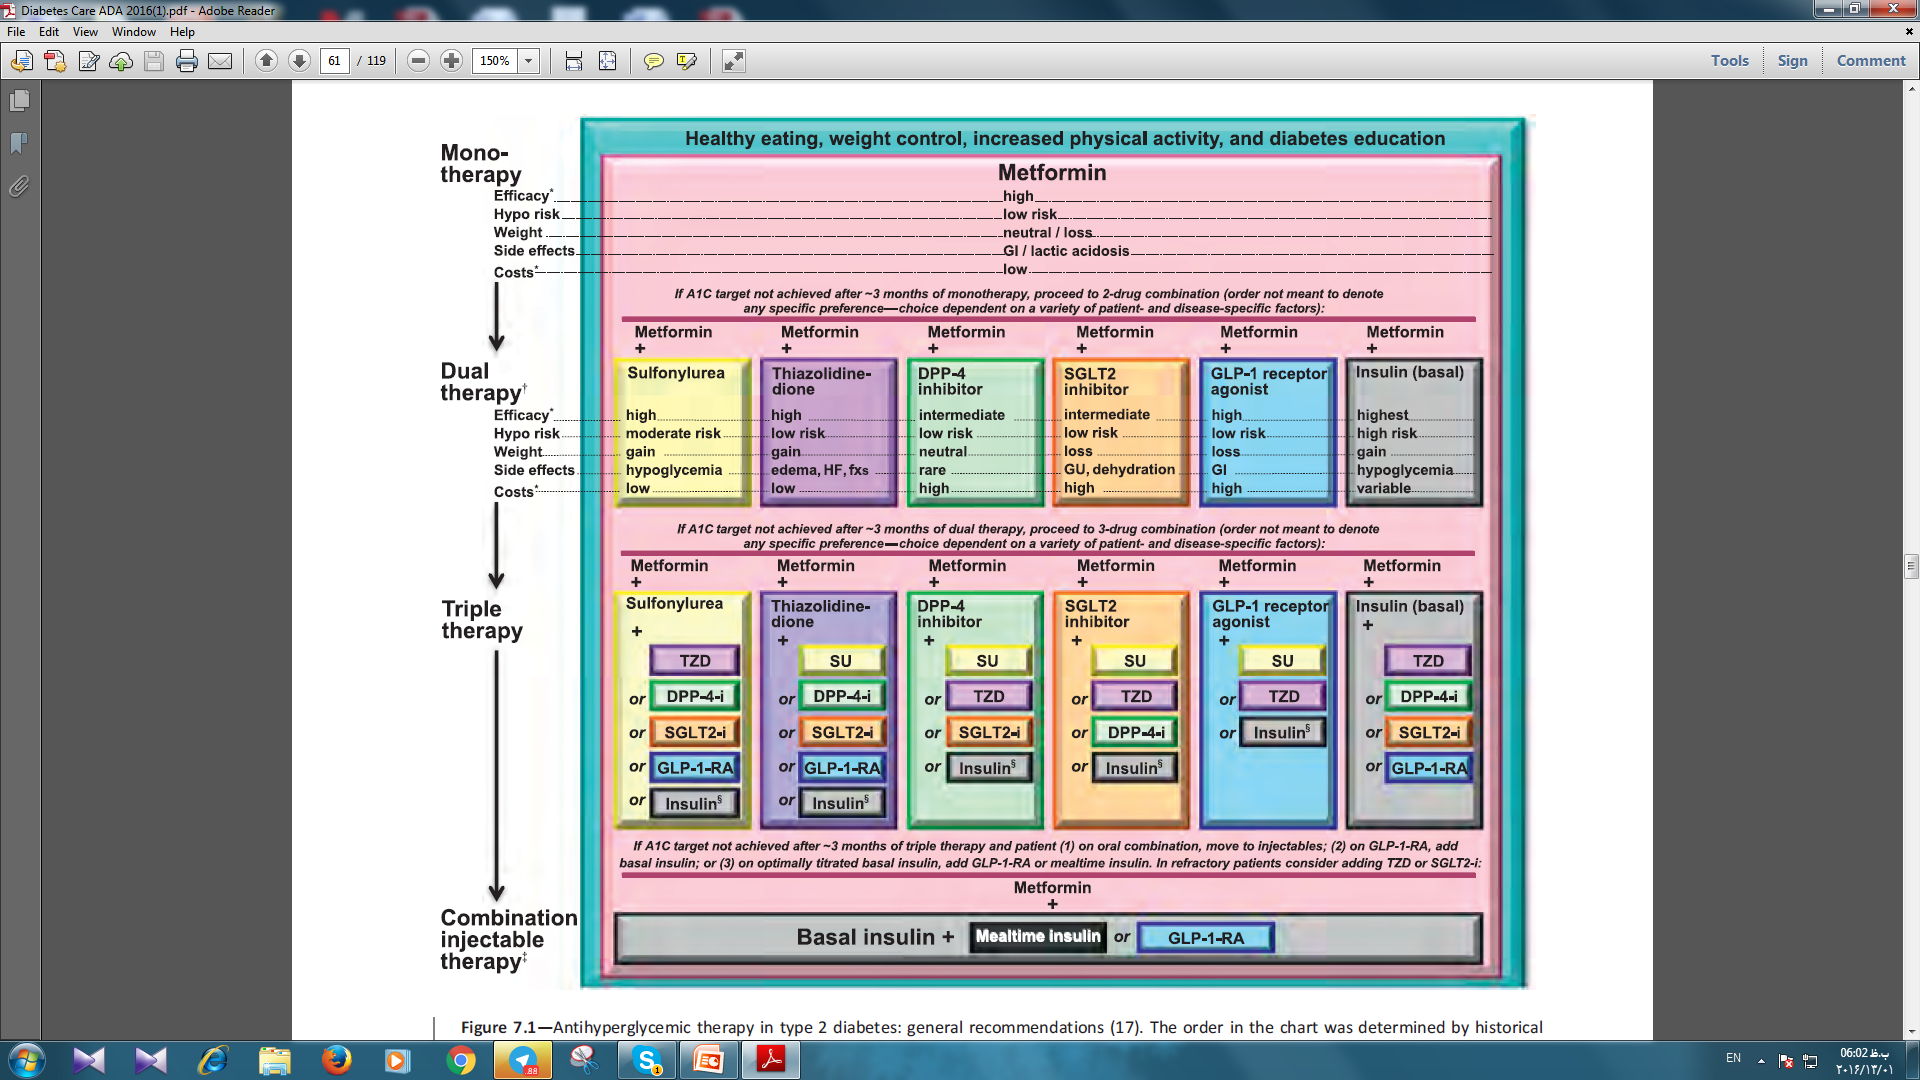 Diabetes Care ADA 2016(1).pdf - Adobe Reader
File Edit View Window Help
61 / 119 150% Tools Sign Comment
Healthy eating, weight control, increased physical activity, and diabetes education
Mono-
therapy
Metformin
Efficacy* high
Hypo risk low risk
Weight neutral / loss
Side effects GI / lactic acidosis
Costs* low
If A1C target not achieved after ~3 months of monotherapy, proceed to 2-drug combination (order not meant to denote
any specific preference—choice dependent on a variety of patient- and disease-specific factors):
Metformin Metformin Metformin Metformin Metformin Metformin
+ + + + + +
Dual
therapy†
Sulfonylurea Thiazolidine- DPP-4 SGLT2 GLP-1 receptor Insulin (basal)
dione inhibitor inhibitor agonist
Efficacy* high high intermediate intermediate high highest
Hypo risk moderate risk low risk low risk low risk low risk high risk
Weight gain gain neutral loss loss gain
Side effects hypoglycemia edema, HF, fxs rare GU, dehydration GI hypoglycemia
Costs* low low high high high variable
If A1C target not achieved after ~3 months of dual therapy, proceed to 3-drug combination (order not meant to denote
any specific preference—choice dependent on a variety of patient- and disease-specific factors):
Metformin Metformin Metformin Metformin Metformin Metformin
+ + + + + +
Triple
therapy
Sulfonylurea Thiazolidine- DPP-4 SGLT2 GLP-1 receptor Insulin (basal)
dione inhibitor inhibitor agonist
+ + + + + +
TZD SU SU SU SU TZD
or DPP-4-i or DPP-4-i or TZD or TZD or TZD or DPP-4-i
or SGLT2-i or SGLT2-i or SGLT2-i or DPP-4-i or Insulin§ or SGLT2-i
or GLP-1-RA or GLP-1-RA or Insulin§ or Insulin§ or GLP-1-RA
or Insulin§ or Insulin§
If A1C target not achieved after ~3 months of triple therapy and patient (1) on oral combination, move to injectables; (2) on GLP-1-RA, add
basal insulin; or (3) on optimally titrated basal insulin, add GLP-1-RA or mealtime insulin. In refractory patients consider adding TZD or SGLT2-i:
Metformin
+
Combination
injectable
therapy‡
Basal insulin + Mealtime insulin or GLP-1-RA
Figure 7.1—Antihyperglycemic therapy in type 2 diabetes: general recommendations (17). The order in the chart was determined by historical
.88
EN
06:02 ب.ظ
۲۰۱۶/۱۳/۰۱